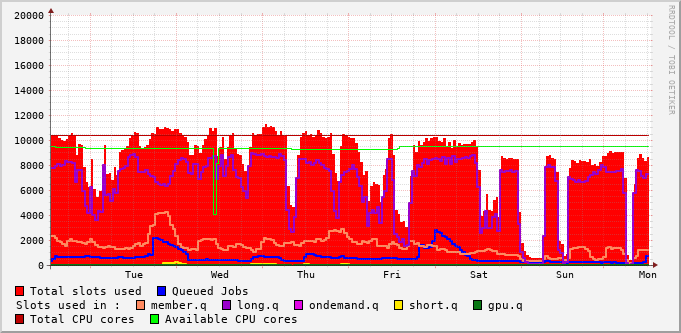 20000
18000
16000
14000
12000
10000
8000
6000
4000
2000
0
Tue Wed Thu Fri Sat Sun Mon
RRDTOOL / TOBI OETIKER
Total slots used Queued Jobs
Slots used in : member.q long.q ondemand.q short.q gpu.q
Total CPU cores Available CPU cores